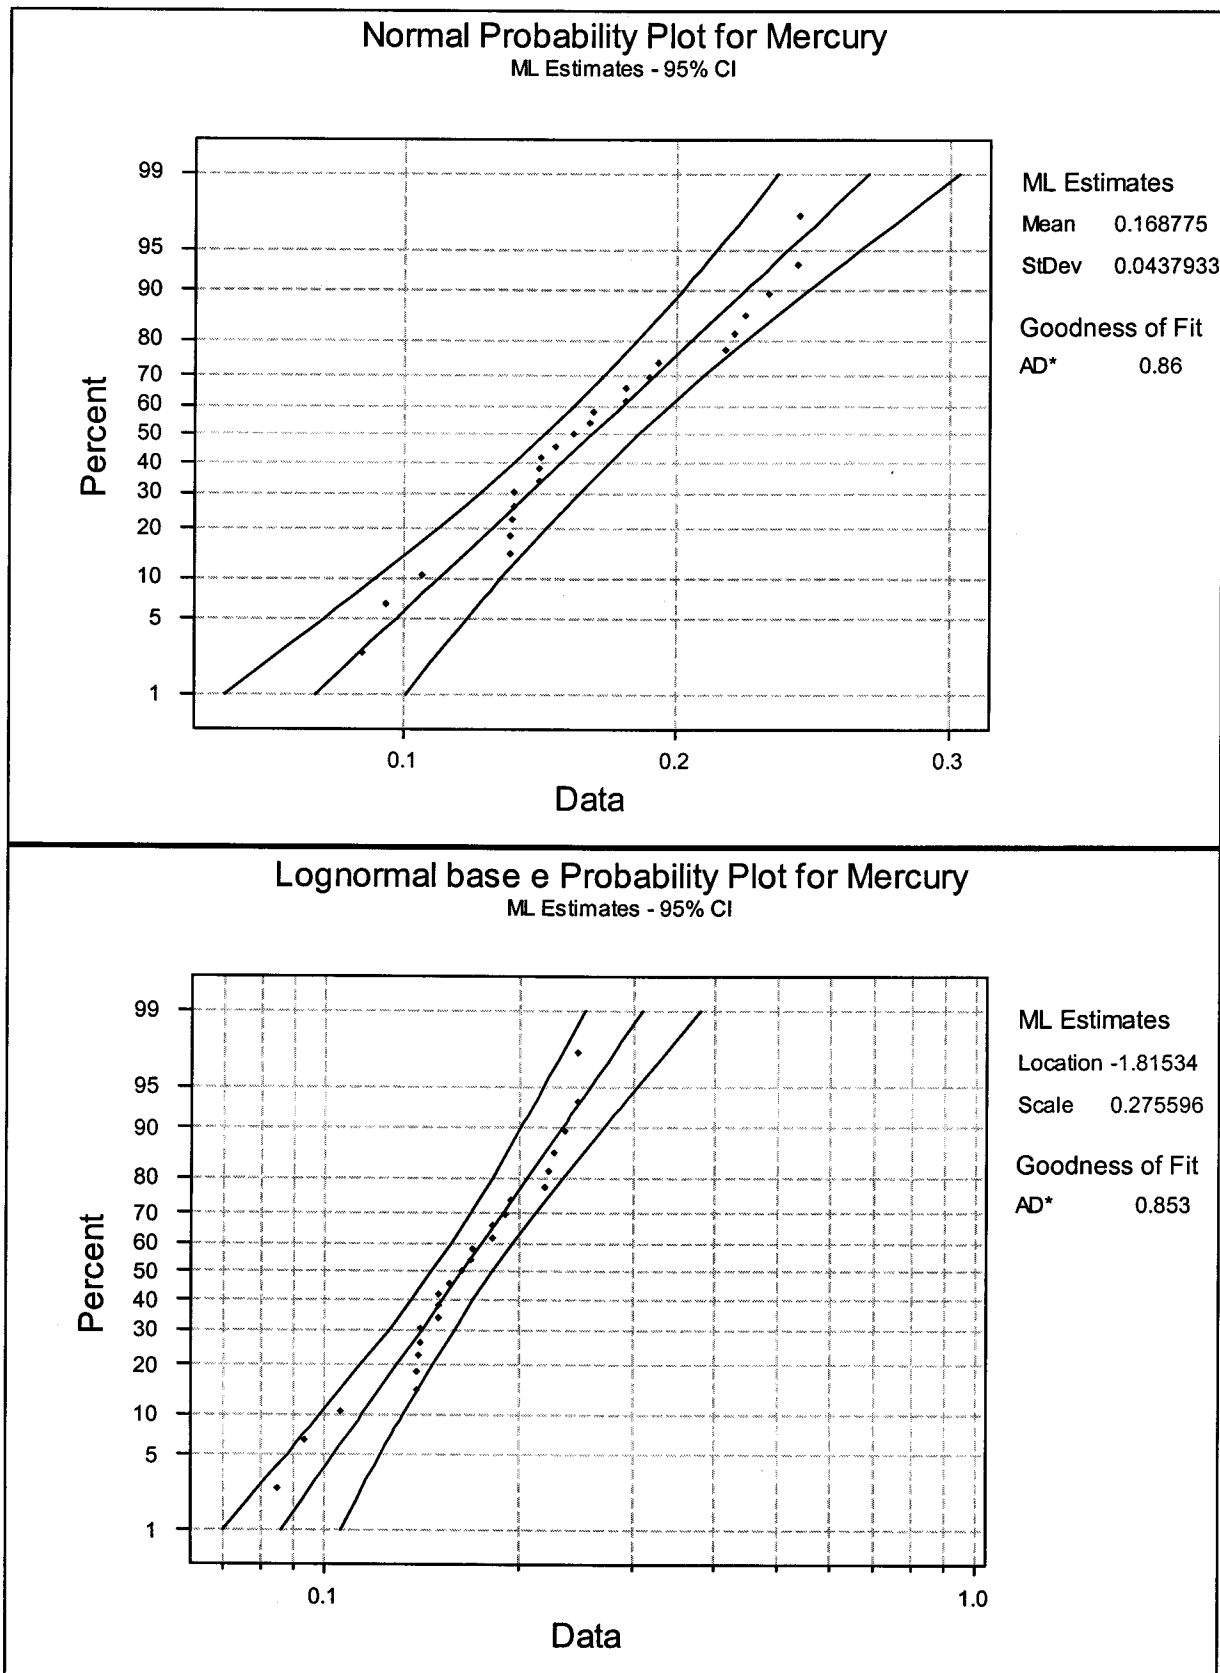 Normal Probability Plot for Mercury
ML Estimates - 95% CI
99
95
90
80
70
60
50
40
30
20
10
5
1
Percent
0.1 0.2 0.3
Data
ML Estimates
Mean 0.168775
StDev 0.0437933
Goodness of Fit
AD* 0.86
Lognormal base e Probability Plot for Mercury
ML Estimates - 95% CI
99
95
90
80
70
60
50
40
30
20
10
5
1
Percent
0.1 1.0
Data
ML Estimates
Location -1.81534
Scale 0.275596
Goodness of Fit
AD* 0.853